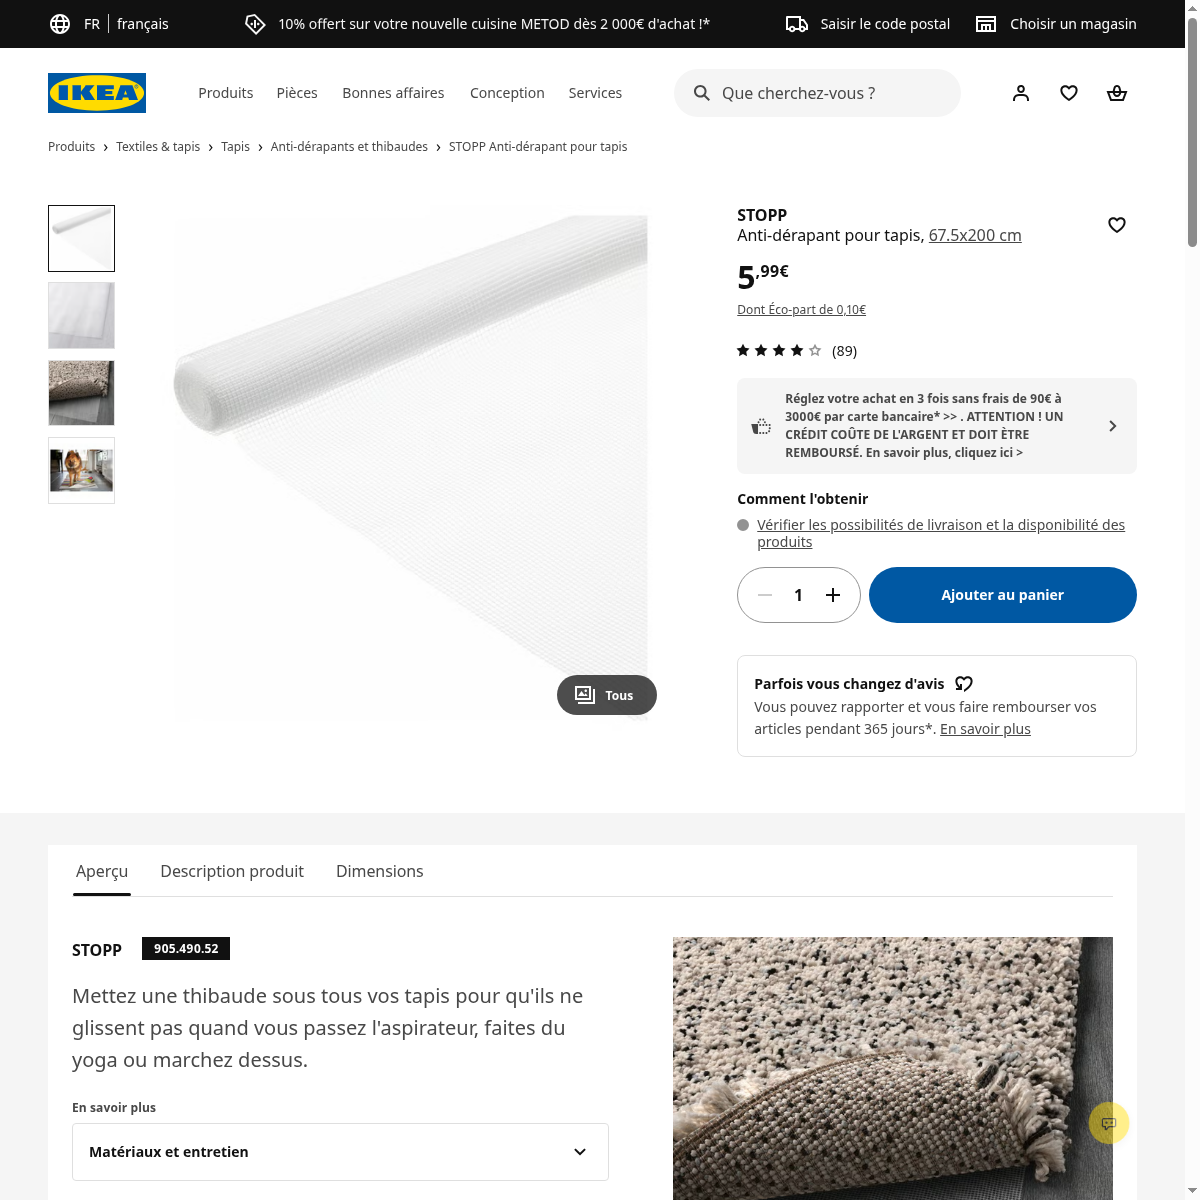 FR
français
10% offert sur votre nouvelle cuisine METOD dès 2 000€ d'achat !*
Saisir le code postal
Choisir un magasin
IKEA
Produits
Pièces
Bonnes affaires
Conception
Services
Que cherchez-vous ?
Produits
Textiles & tapis
Tapis
Anti-dérapants et thibaudes
STOPP Anti-dérapant pour tapis
STOPP
Anti-dérapant pour tapis, 67.5x200 cm
5,99€
Dont Éco-part de 0,10€
(89)
Réglez votre achat en 3 fois sans frais de 90€ à
3000€ par carte bancaire* >> . ATTENTION ! UN
CRÉDIT COÛTE DE L'ARGENT ET DOIT ÈTRE
REMBOURSÉ. En savoir plus, cliquez ici >
Comment l'obtenir
Vérifier les possibilités de livraison et la disponibilité des
produits
1
Ajouter au panier
Tous
Parfois vous changez d'avis
Vous pouvez rapporter et vous faire rembourser vos
articles pendant 365 jours*. En savoir plus
Aperçu
Description produit
Dimensions
STOPP
905.490.52
Mettez une thibaude sous tous vos tapis pour qu'ils ne
glissent pas quand vous passez l'aspirateur, faites du
yoga ou marchez dessus.
En savoir plus
Matériaux et entretien